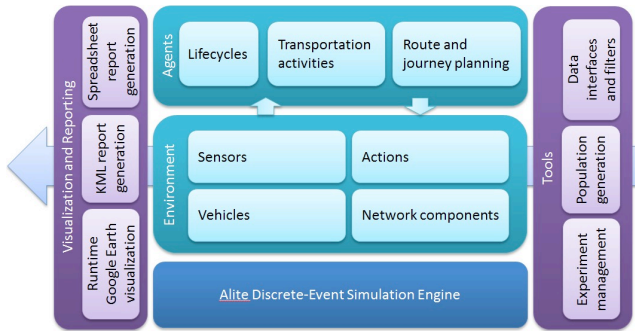 Visualization and Reporting
Spreadsheet
report
generation
KML report
generation
Runtime
Google Earth
visualization
Agents
Lifecycles
Transportation
activities
Route and
journey planning
Environment
Sensors
Actions
Vehicles
Network components
Alite Discrete-Event Simulation Engine
Tools
Data
interfaces
and filters
Population
generation
Experiment
management